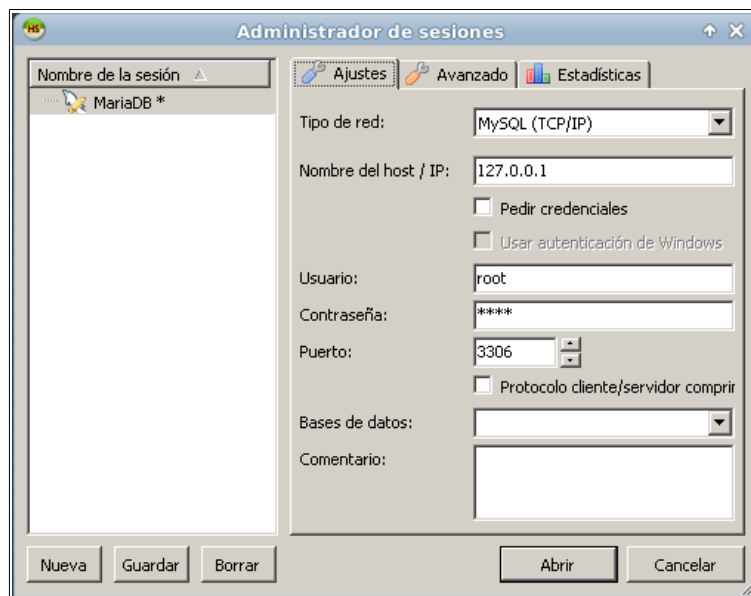 HS
Administrador de sesiones
Nombre de la sesión
MariaDB *
Ajustes
Avanzado
Estadísticas
Tipo de red:
MySQL (TCP/IP)
Nombre del host / IP:
127.0.0.1
Pedir credenciales
Usar autenticación de Windows
Usuario:
root
Contraseña:
****
Puerto:
3306
Protocolo cliente/servidor comprir
Bases de datos:
Comentario:
Nueva
Guardar
Borrar
Abrir
Cancelar